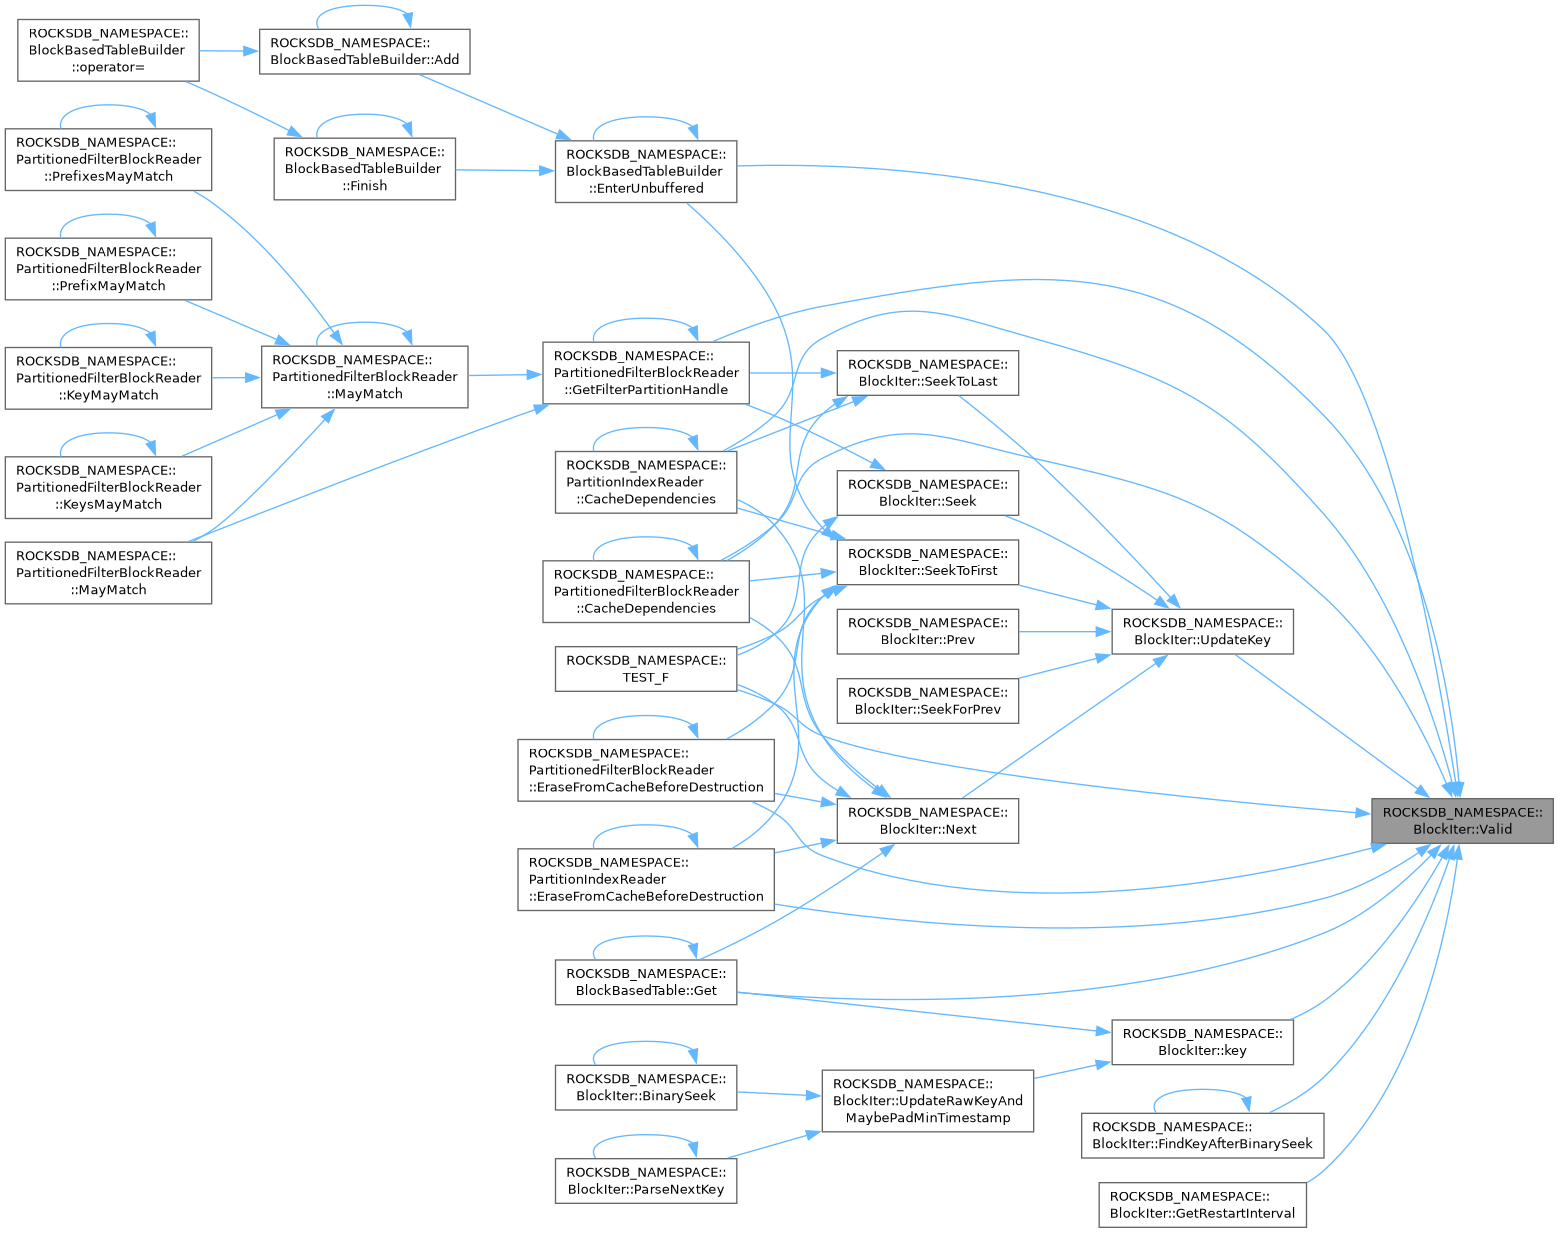 ROCKSDB_NAMESPACE::
BlockBasedTableBuilder
::operator=
ROCKSDB_NAMESPACE::
BlockBasedTableBuilder::Add
ROCKSDB_NAMESPACE::
PartitionedFilterBlockReader
::PrefixesMayMatch
ROCKSDB_NAMESPACE::
BlockBasedTableBuilder
::Finish
ROCKSDB_NAMESPACE::
BlockBasedTableBuilder
::EnterUnbuffered
ROCKSDB_NAMESPACE::
PartitionedFilterBlockReader
::PrefixMayMatch
ROCKSDB_NAMESPACE::
PartitionedFilterBlockReader
::KeyMayMatch
ROCKSDB_NAMESPACE::
PartitionedFilterBlockReader
::MayMatch
ROCKSDB_NAMESPACE::
PartitionedFilterBlockReader
::GetFilterPartitionHandle
ROCKSDB_NAMESPACE::
BlockIter::SeekToLast
ROCKSDB_NAMESPACE::
PartitionedFilterBlockReader
::KeysMayMatch
ROCKSDB_NAMESPACE::
PartitionIndexReader
::CacheDependencies
ROCKSDB_NAMESPACE::
BlockIter::Seek
ROCKSDB_NAMESPACE::
PartitionedFilterBlockReader
::MayMatch
ROCKSDB_NAMESPACE::
PartitionedFilterBlockReader
::CacheDependencies
ROCKSDB_NAMESPACE::
BlockIter::SeekToFirst
ROCKSDB_NAMESPACE::
BlockIter::Prev
ROCKSDB_NAMESPACE::
BlockIter::UpdateKey
ROCKSDB_NAMESPACE::
TEST_F
ROCKSDB_NAMESPACE::
BlockIter::SeekForPrev
ROCKSDB_NAMESPACE::
PartitionedFilterBlockReader
::EraseFromCacheBeforeDestruction
ROCKSDB_NAMESPACE::
BlockIter::Next
ROCKSDB_NAMESPACE::
BlockIter::Valid
ROCKSDB_NAMESPACE::
PartitionIndexReader
::EraseFromCacheBeforeDestruction
ROCKSDB_NAMESPACE::
BlockBasedTable::Get
ROCKSDB_NAMESPACE::
BlockIter::key
ROCKSDB_NAMESPACE::
BlockIter::BinarySeek
ROCKSDB_NAMESPACE::
BlockIter::UpdateRawKeyAnd
MaybePadMinTimestamp
ROCKSDB_NAMESPACE::
BlockIter::FindKeyAfterBinarySeek
ROCKSDB_NAMESPACE::
BlockIter::ParseNextKey
ROCKSDB_NAMESPACE::
BlockIter::GetRestartInterval